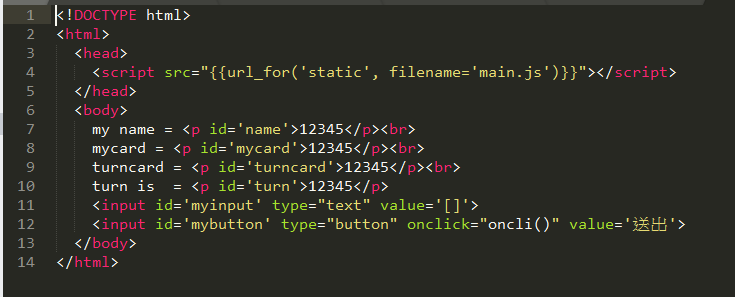 1 <!DOCTYPE html>
2 <html>
3   <head>
4     <script src="{{url_for('static', filename='main.js')}}"></script>
5   </head>
6   <body>
7     my name = <p id='name'>12345</p><br>
8     mycard = <p id='mycard'>12345</p><br>
9     turncard = <p id='turncard'>12345</p><br>
10     turn is  = <p id='turn'>12345</p>
11     <input id='myinput' type="text" value='[]'>
12     <input id='mybutton' type="button" onclick="oncli()" value='送出'>
13   </body>
14 </html>